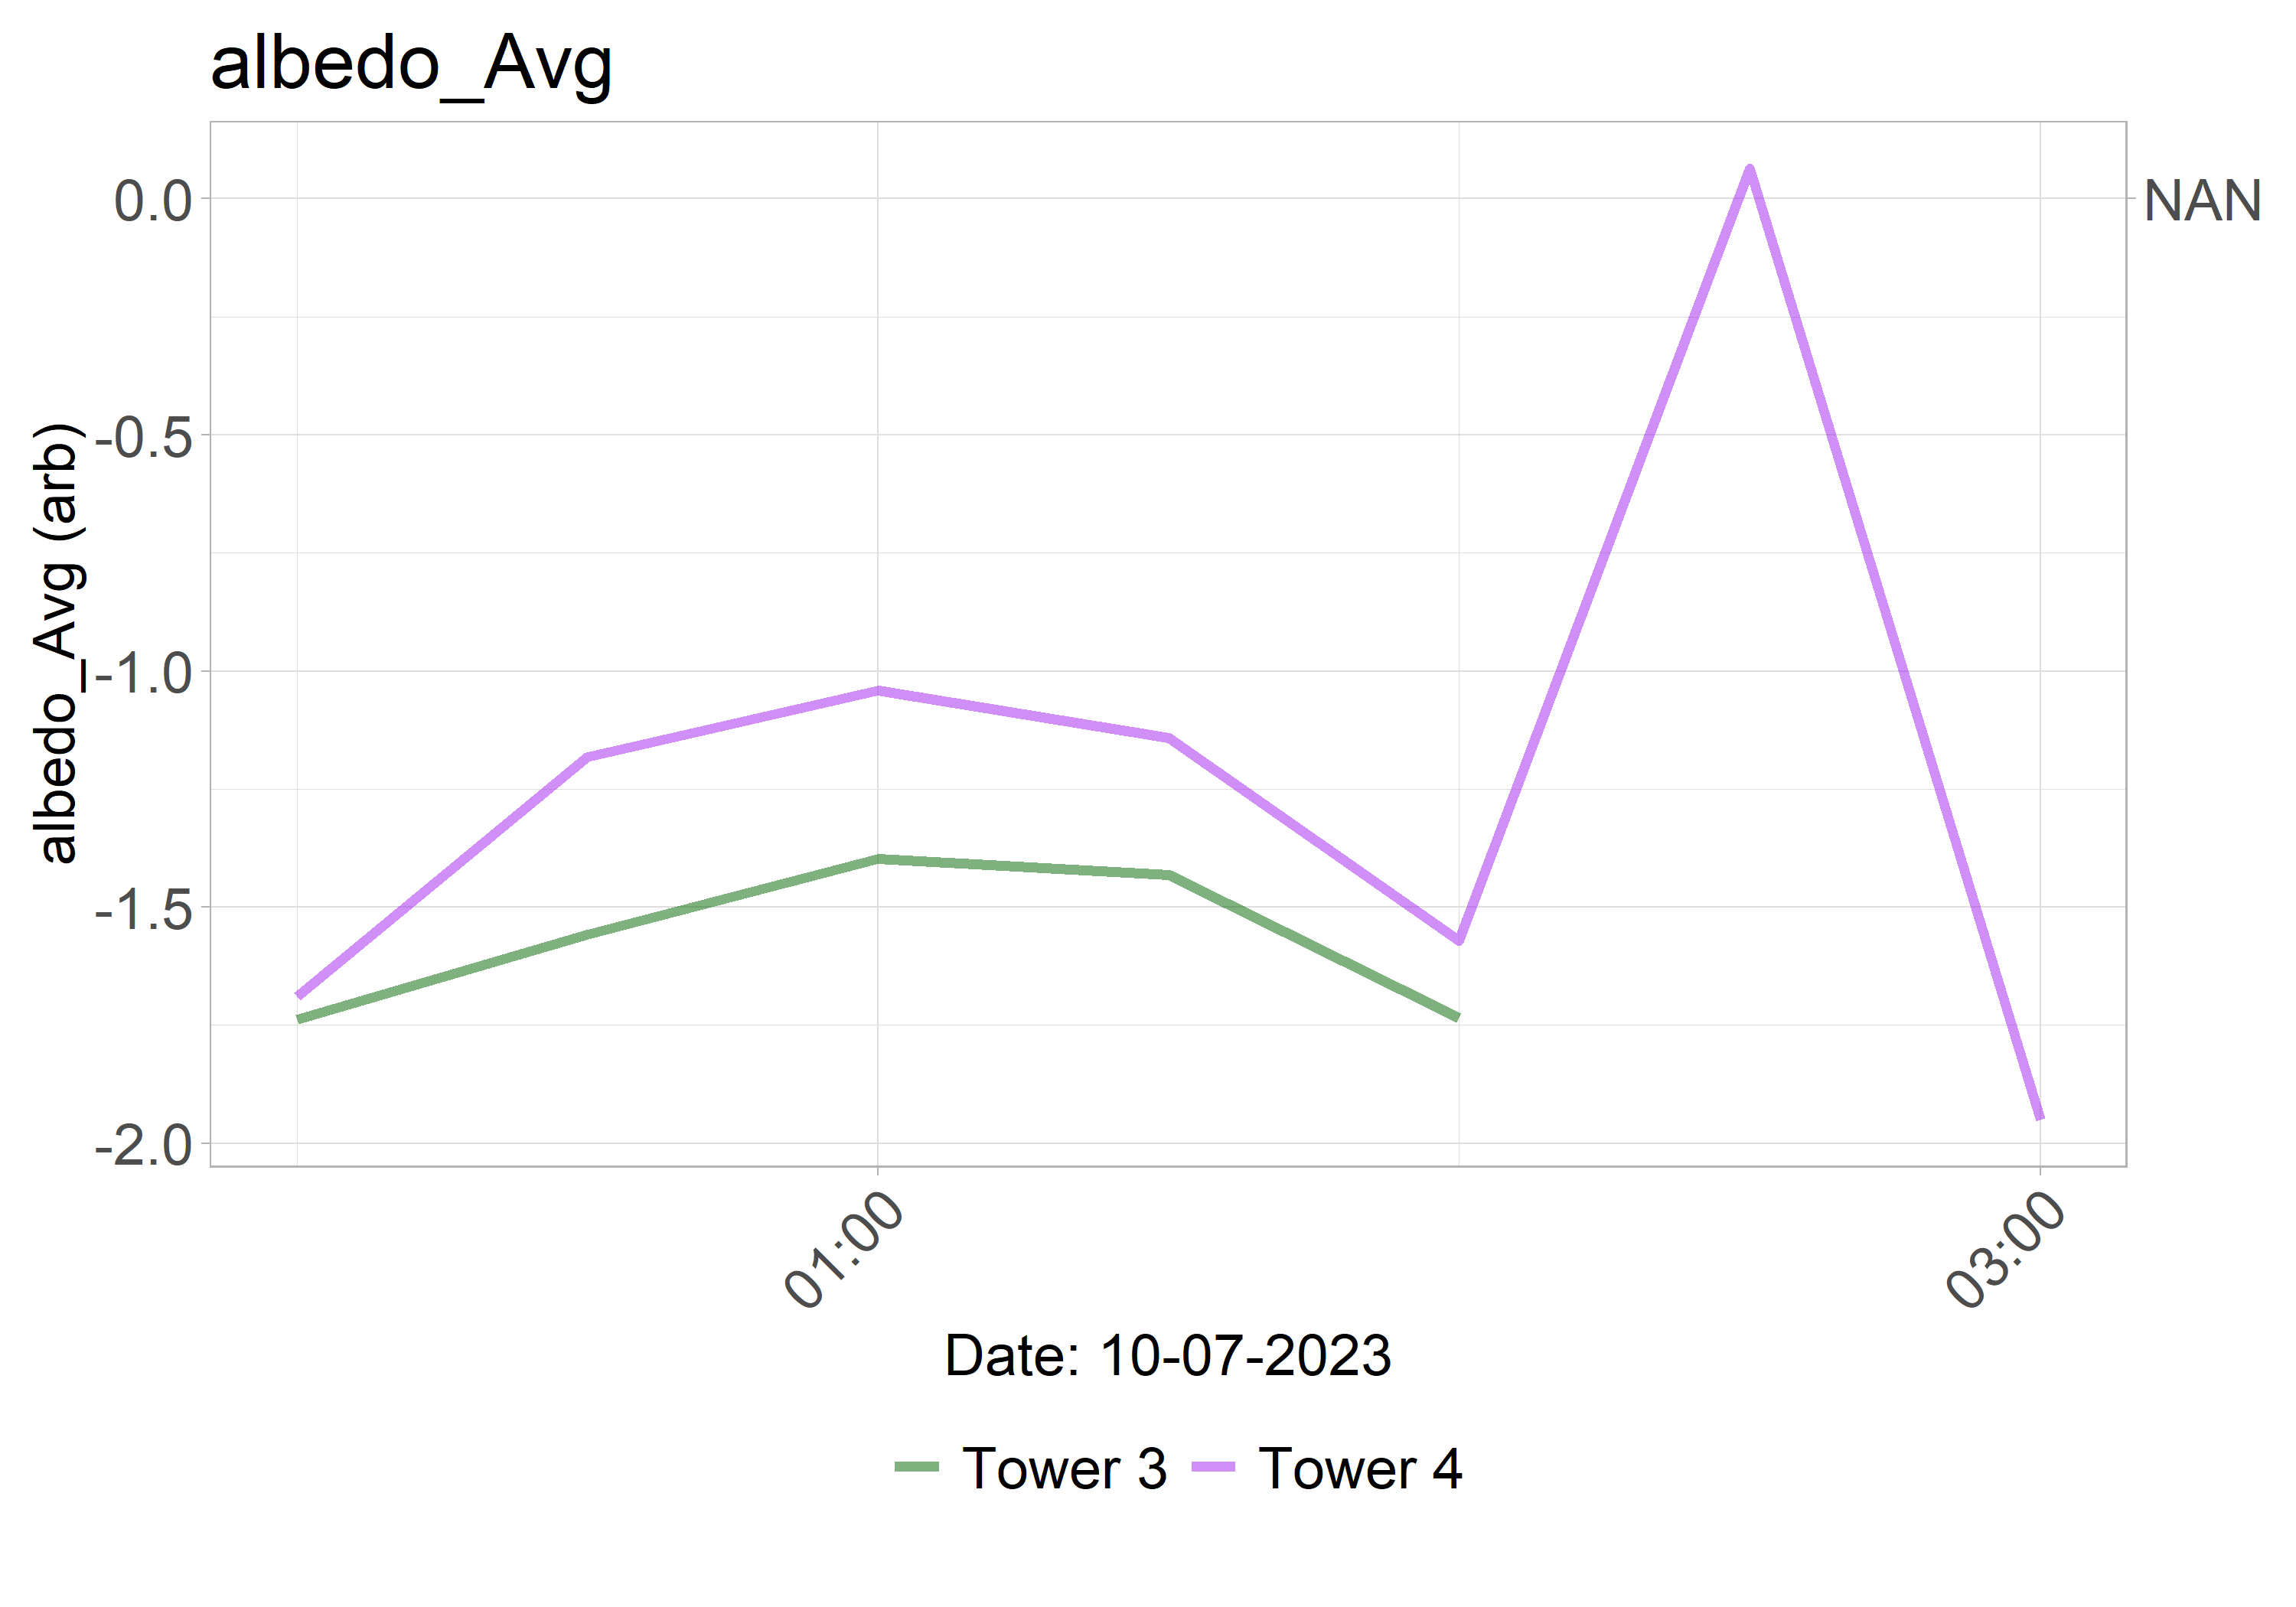 albedo_Avg
albedo_Avg (arb)
0.0
-0.5
-1.0
-1.5
-2.0
NAN
01:00
03:00
Date: 10-07-2023
Tower 3
Tower 4